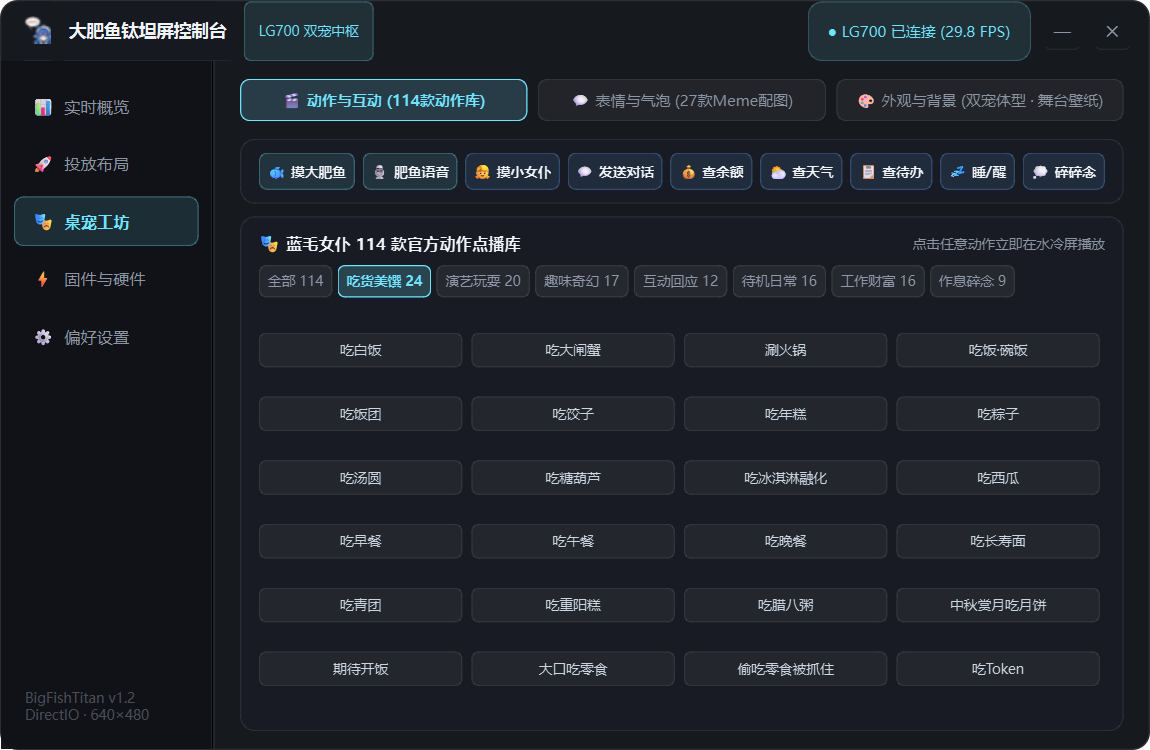 大肥鱼钛坦屏控制台
LG700 双宠中枢
● LG700 已连接 (29.8 FPS)
实时概览
投放布局
桌宠工坊
固件与硬件
偏好设置
动作与互动 (114款动作库)
表情与气泡 (27款Meme配图)
外观与背景 (双宠体型 · 舞台壁纸)
摸大肥鱼
肥鱼语音
摸小女仆
发送对话
查余额
查天气
查待办
睡/醒
碎碎念
蓝毛女仆 114 款官方动作点播库
点击任意动作立即在水冷屏播放
全部 114
吃货美馔 24
演艺玩耍 20
趣味奇幻 17
互动回应 12
待机日常 16
工作财富 16
作息碎念 9
吃白饭
吃大闸蟹
涮火锅
吃饭·碗饭
吃饭团
吃饺子
吃年糕
吃粽子
吃汤圆
吃糖葫芦
吃冰淇淋融化
吃西瓜
吃早餐
吃午餐
吃晚餐
吃长寿面
吃青团
吃重阳糕
吃腊八粥
中秋赏月吃月饼
期待开饭
大口吃零食
偷吃零食被抓住
吃Token
BigFishTitan v1.2
DirectIO · 640×480